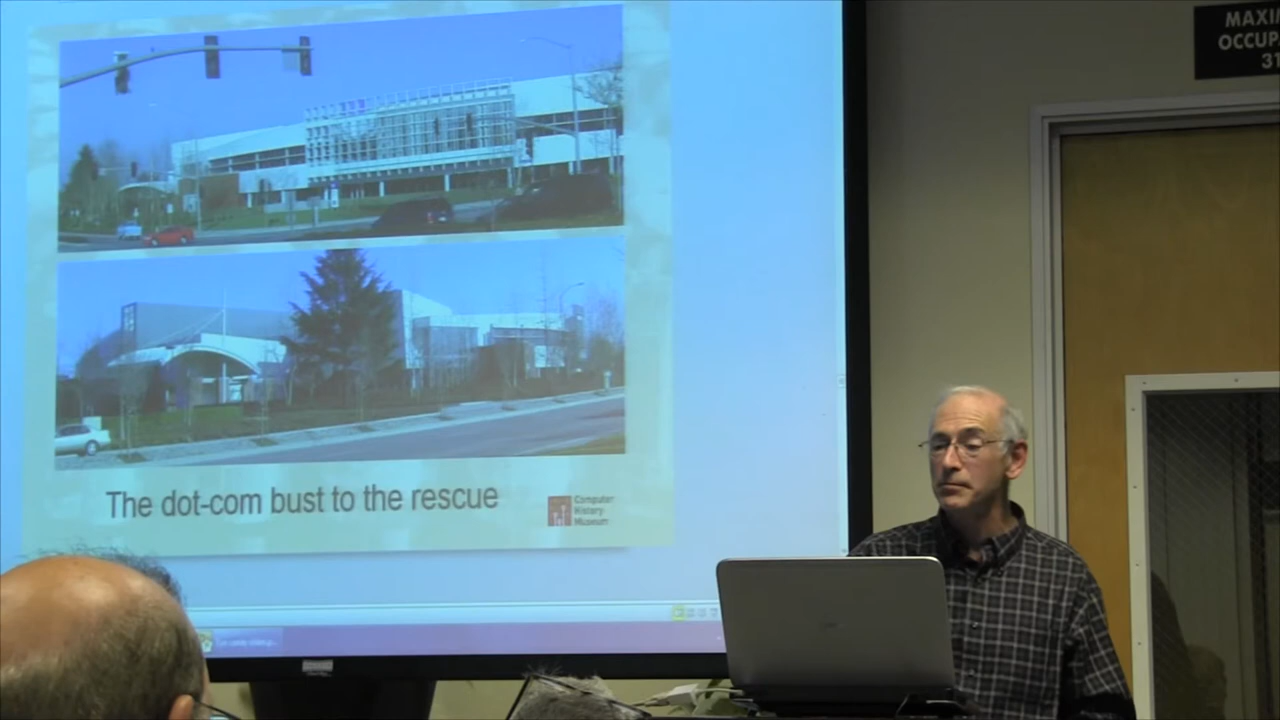 MAXI
OCCUP
31
The dot-com bust to the rescue
Computer
History
Museum